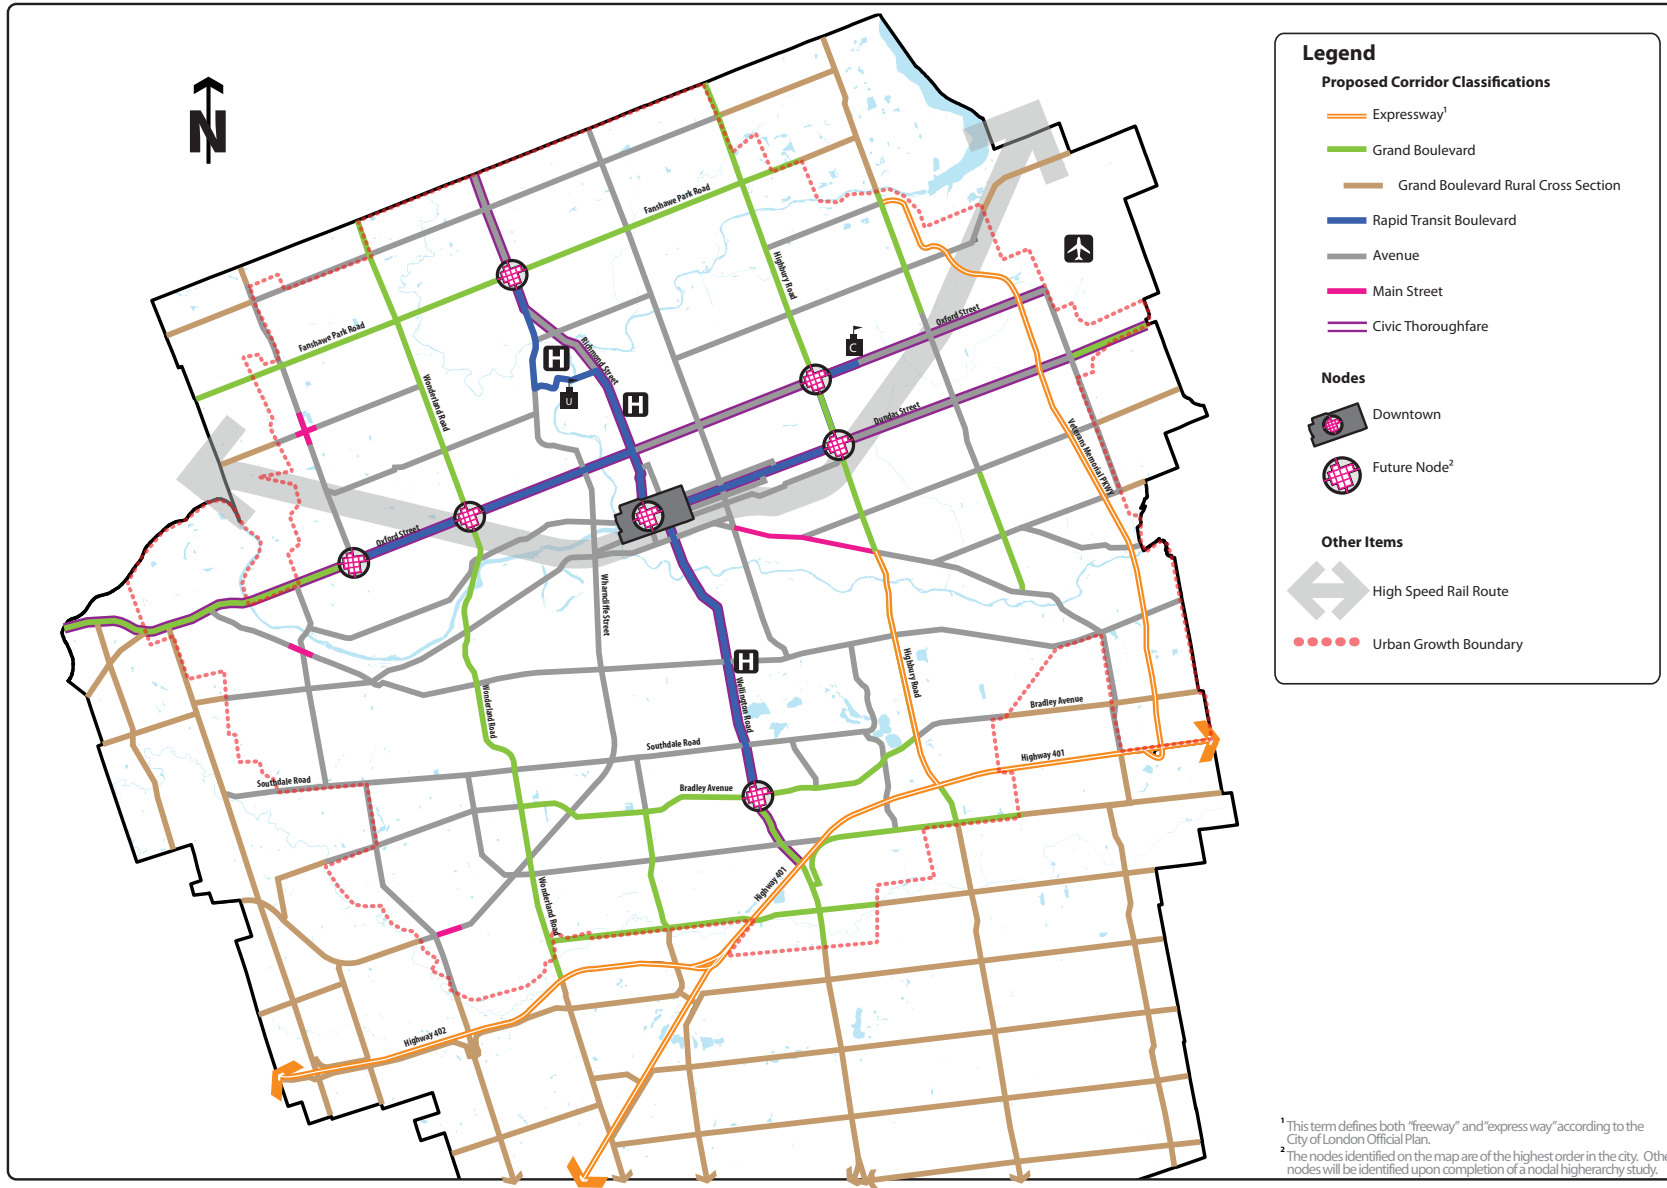 N
Fanshawe Park Road
Fanshawe Park Road
Highbury Road
Oxford Street
Richmond Street
H
C
U
H
Wonderland Road
Dundas Street
Veterans Memorial PKWY
Oxford Street
Wharncliffe Street
H
Wellington Road
Highbury Road
Wonderland Road
Bradley Avenue
Southdale Road
Highway 401
Southdale Road
Bradley Avenue
Highway 401
Wonderland Road
Highway 402
Legend
Proposed Corridor Classifications
Expressway¹
Grand Boulevard
Grand Boulevard Rural Cross Section
Rapid Transit Boulevard
Avenue
Main Street
Civic Thoroughfare
Nodes
Downtown
Future Node²
Other Items
High Speed Rail Route
Urban Growth Boundary
¹ This term defines both “freeway” and “express way” according to the
City of London Official Plan.
² The nodes identified on the map are of the highest order in the city. Othe
nodes will be identified upon completion of a nodal higherarchy study.